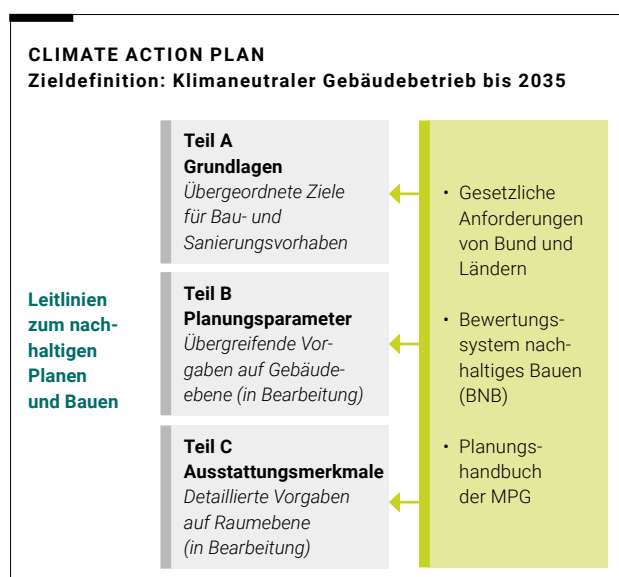 CLIMATE ACTION PLAN
Zieldefinition: Klimaneutraler Gebäudebetrieb bis 2035
Leitlinien
zum nach-
haltigen
Planen
und Bauen
Teil A
Grundlagen
Übergeordnete Ziele
für Bau- und
Sanierungsvorhaben
Teil B
Planungsparameter
Übergreifende Vor-
gaben auf Gebäude-
ebene (in Bearbeitung)
Teil C
Ausstattungsmerkmale
Detaillierte Vorgaben
auf Raumebene
(in Bearbeitung)
• Gesetzliche
Anforderungen
von Bund und
Ländern
• Bewertungs-
system nach-
haltiges Bauen
(BNB)
• Planungs-
handbuch
der MPG